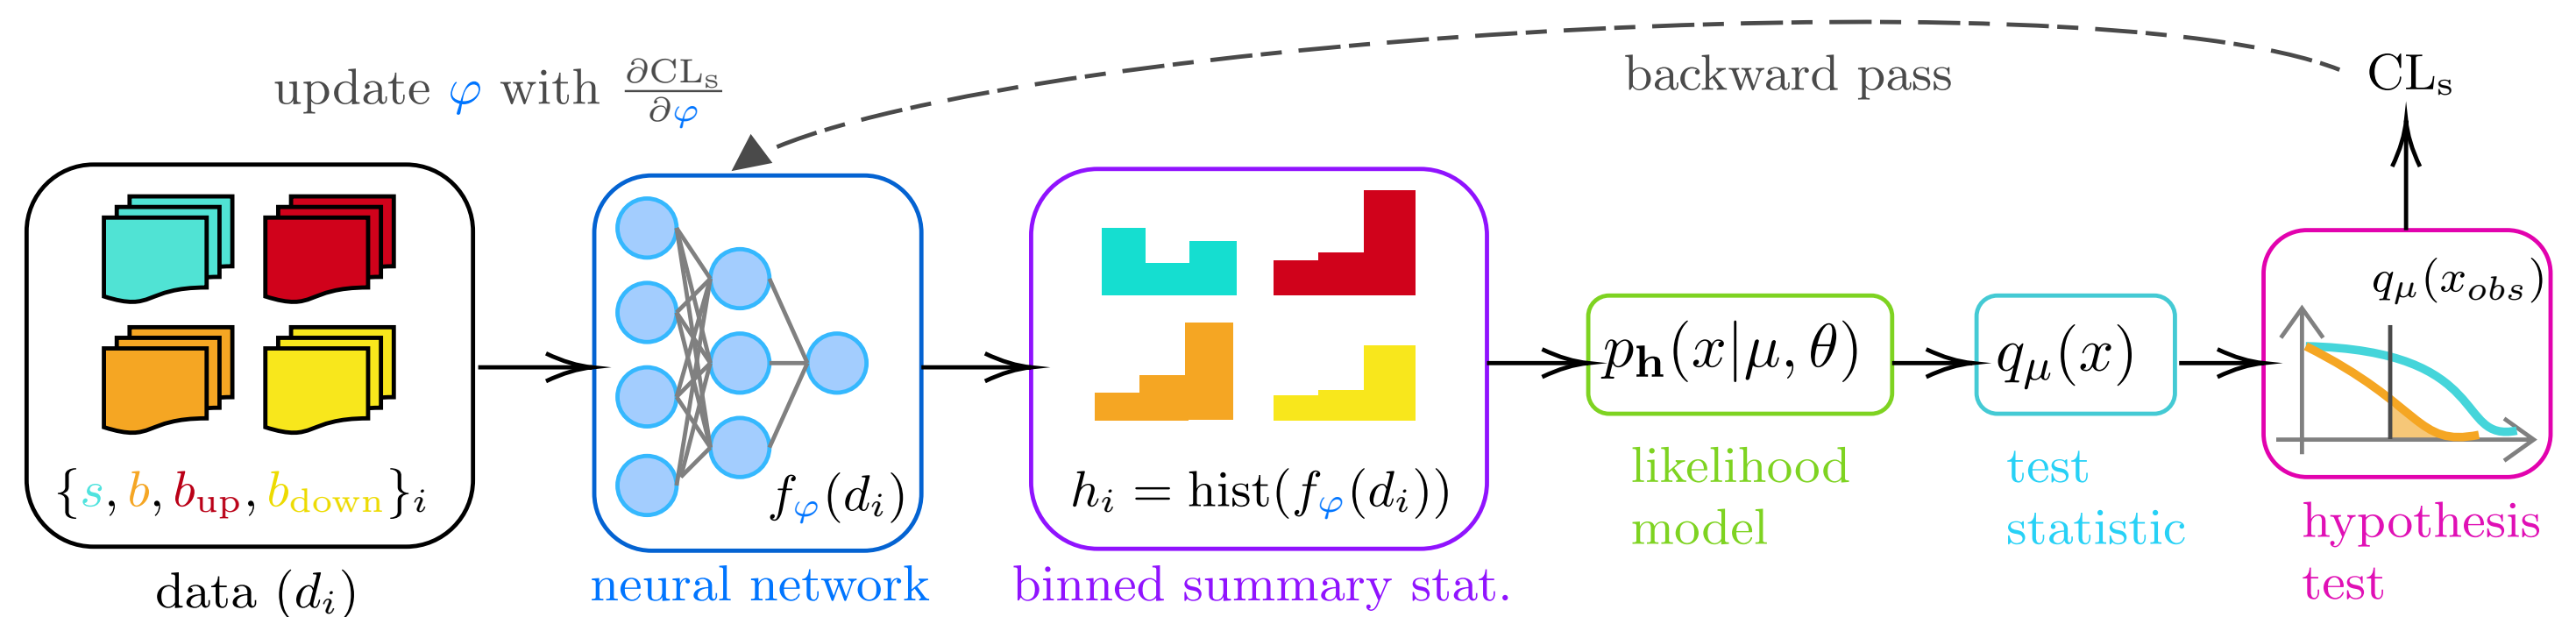 update φ with ∂CLs/∂φ
backward pass
CLs
{s, b, bup, bdown}i
data (di)
fφ(di)
neural network
hi = hist(fφ(di))
binned summary stat.
ph(x|μ, θ)
likelihood
model
qμ(x)
test
statistic
qμ(xobs)
hypothesis
test